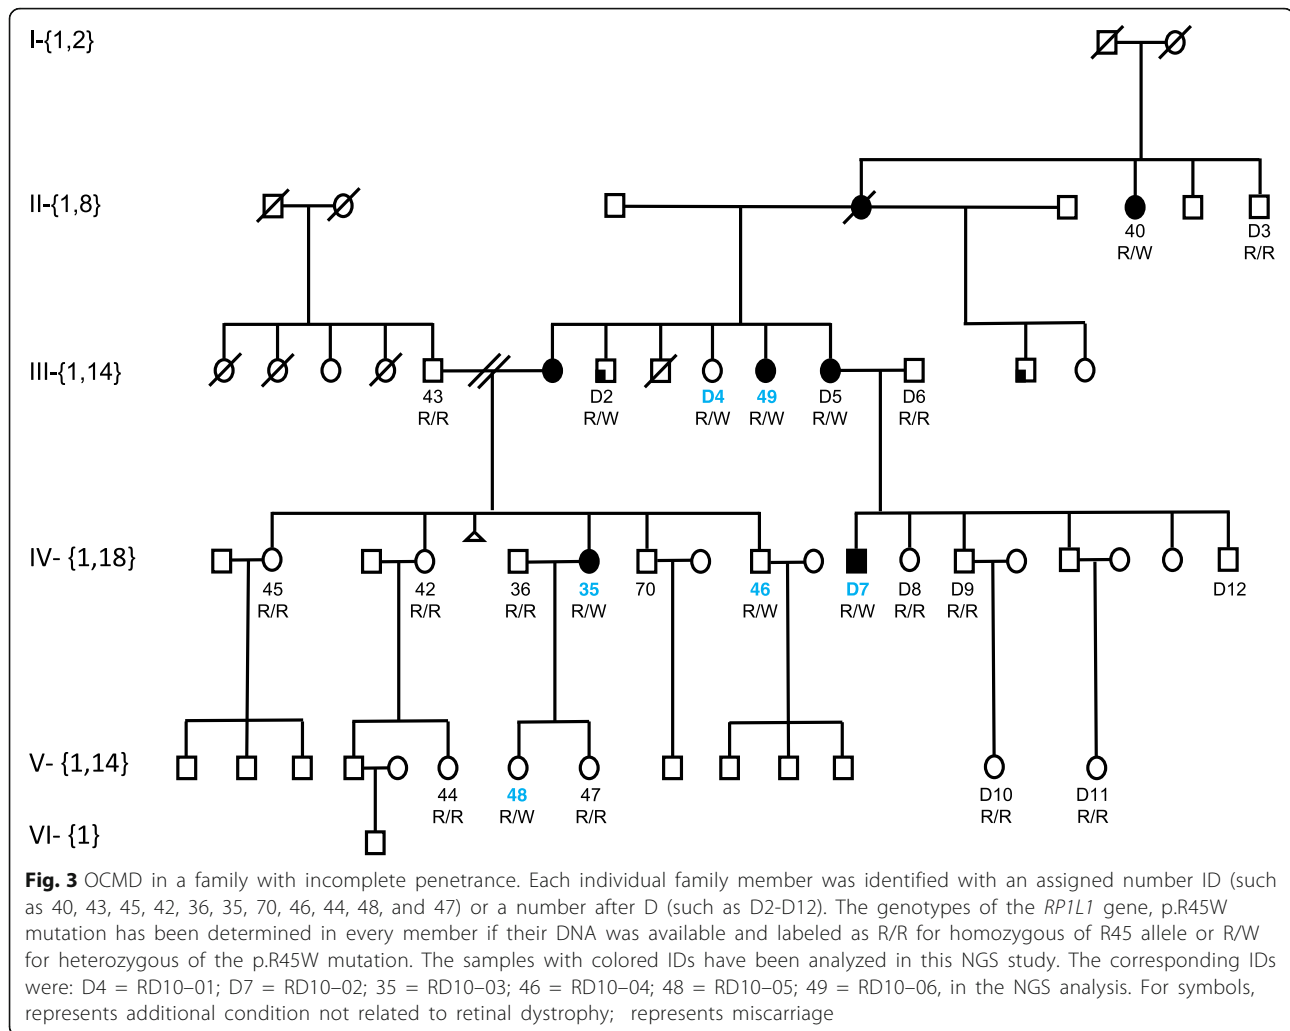 I-{1,2}
II-{1,8}
40 D3
R/W R/R
III-{1,14}
43 D2 D4 49 D5 D6
R/R R/W R/W R/W R/W R/R
IV- {1,18}
45 42 36 35 70 46 D7 D8 D9 D12
R/R R/R R/R R/W R/W R/W R/R R/R
V- {1,14}
44 48 47 D10 D11
R/R R/W R/R R/R R/R
VI- {1}
Fig. 3 OCMD in a family with incomplete penetrance. Each individual family member was identified with an assigned number ID (such
as 40, 43, 45, 42, 36, 35, 70, 46, 44, 48, and 47) or a number after D (such as D2-D12). The genotypes of the RP1L1 gene, p.R45W
mutation has been determined in every member if their DNA was available and labeled as R/R for homozygous of R45 allele or R/W
for heterozygous of the p.R45W mutation. The samples with colored IDs have been analyzed in this NGS study. The corresponding IDs
were: D4 = RD10–01; D7 = RD10–02; 35 = RD10–03; 46 = RD10–04; 48 = RD10–05; 49 = RD10–06, in the NGS analysis. For symbols,
represents additional condition not related to retinal dystrophy; represents miscarriage